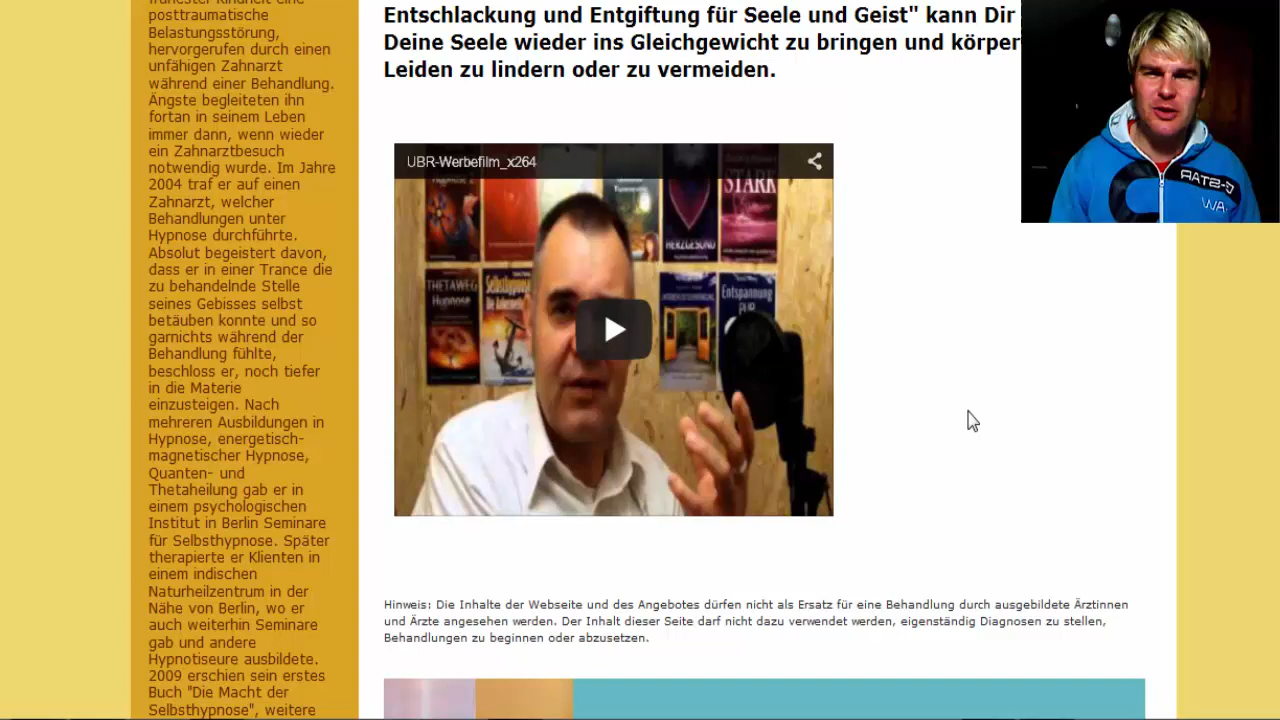 frühester Kindheit eine
posttraumatische
Belastungsstörung,
hervorgerufen durch einen
unfähigen Zahnarzt
während einer Behandlung.
Ängste begleiteten ihn
fortan in seinem Leben
immer dann, wenn wieder
ein Zahnarztbesuch
notwendig wurde. Im Jahre
2004 traf er auf einen
Zahnarzt, welcher
Behandlungen unter
Hypnose durchführte.
Absolut begeistert davon,
dass er in einer Trance die
zu behandelnde Stelle
seines Gebisses selbst
betäuben konnte und so
garnichts während der
Behandlung fühlte,
beschloss er, noch tiefer
in die Materie
einzusteigen. Nach
mehreren Ausbildungen in
Hypnose, energetisch-
magnetischer Hypnose,
Quanten- und
Thetaheilung gab er in
einem psychologischen
Institut in Berlin Seminare
für Selbsthypnose. Später
therapierte er Klienten in
einem indischen
Naturheilzentrum in der
Nähe von Berlin, wo er
auch weiterhin Seminare
gab und andere
Hypnotiseure ausbildete.
2009 erschien sein erstes
Buch "Die Macht der
Selbsthypnose", weitere
Entschlackung und Entgiftung für Seele und Geist" kann Dir
Deine Seele wieder ins Gleichgewicht zu bringen und körper
Leiden zu lindern oder zu vermeiden.
UBR-Werbefilm_x264
STARK
HERZGESUND
THETAWEG
Hypnose
Selbsthypnose
Entspannung
PUR
G-STAR
WA
Hinweis: Die Inhalte der Webseite und des Angebotes dürfen nicht als Ersatz für eine Behandlung durch ausgebildete Ärztinnen
und Ärzte angesehen werden. Der Inhalt dieser Seite darf nicht dazu verwendet werden, eigenständig Diagnosen zu stellen,
Behandlungen zu beginnen oder abzusetzen.